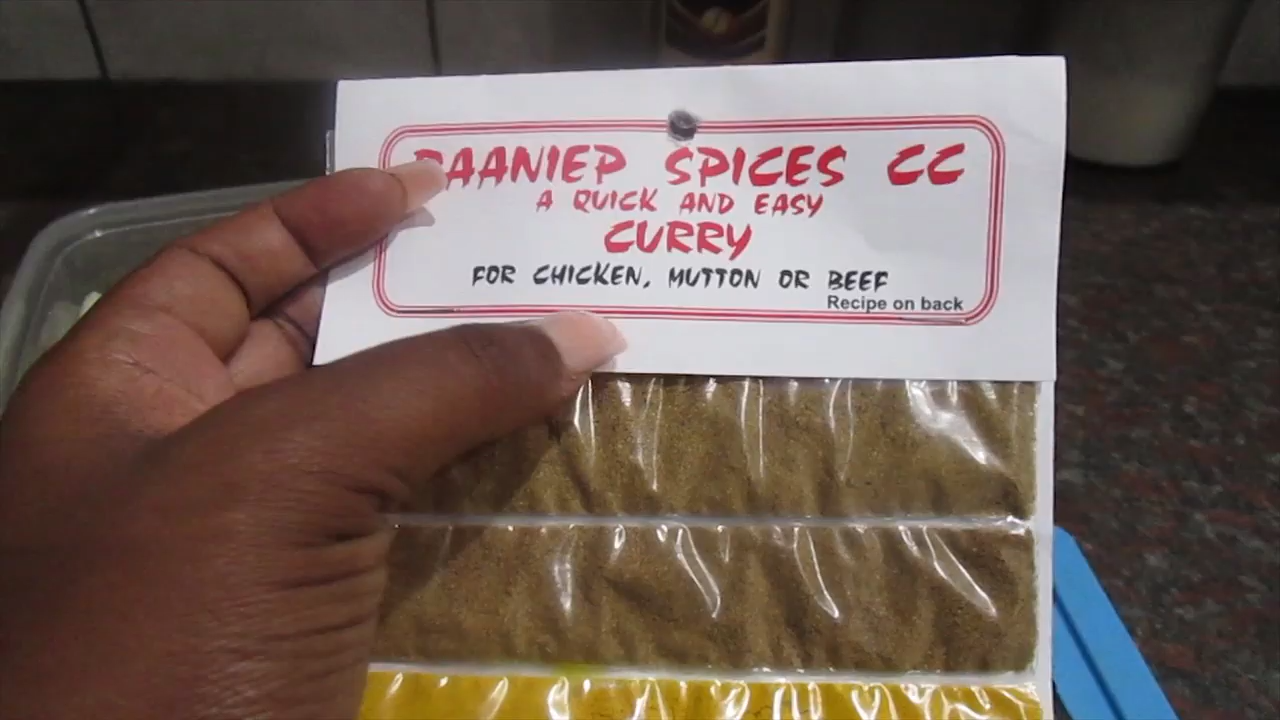 SPICES CC
A QUICK AND EASY
CURRY
FOR CHICKEN, MUTTON OR BEEF
Recipe on back